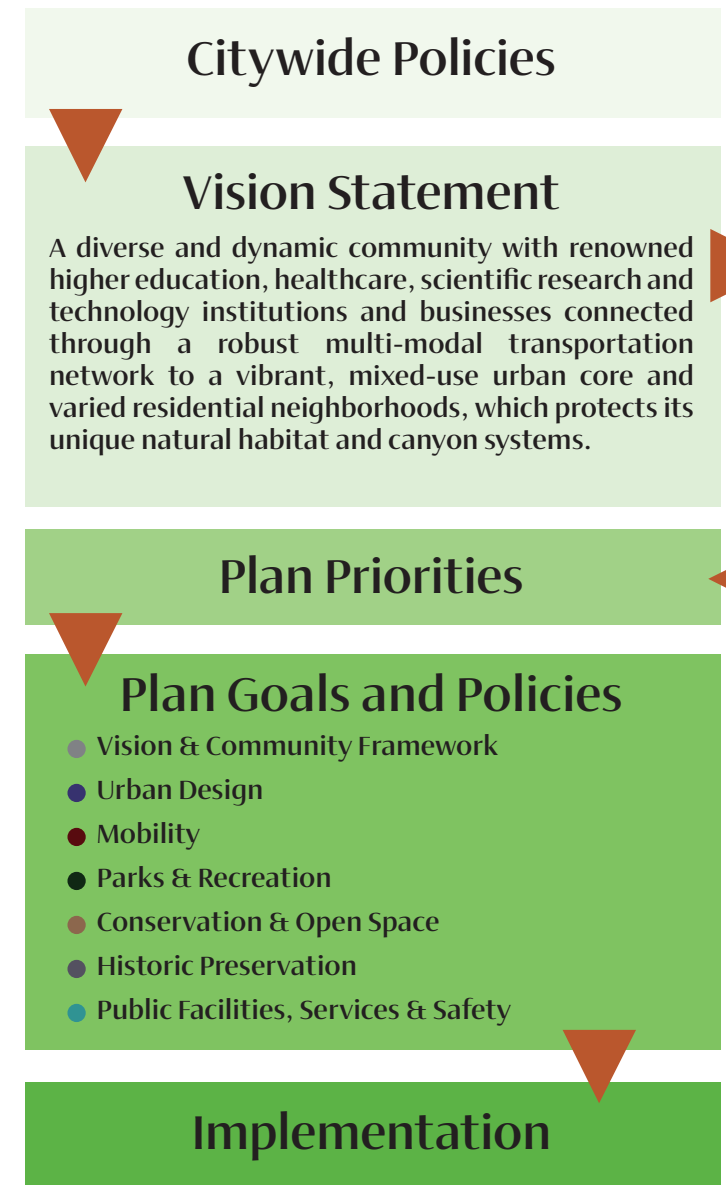 Citywide Policies
Vision Statement
A diverse and dynamic community with renowned
higher education, healthcare, scientific research and
technology institutions and businesses connected
through a robust multi-modal transportation
network to a vibrant, mixed-use urban core and
varied residential neighborhoods, which protects its
unique natural habitat and canyon systems.
Plan Priorities
Plan Goals and Policies
Vision & Community Framework
Urban Design
Mobility
Parks & Recreation
Conservation & Open Space
Historic Preservation
Public Facilities, Services & Safety
Implementation